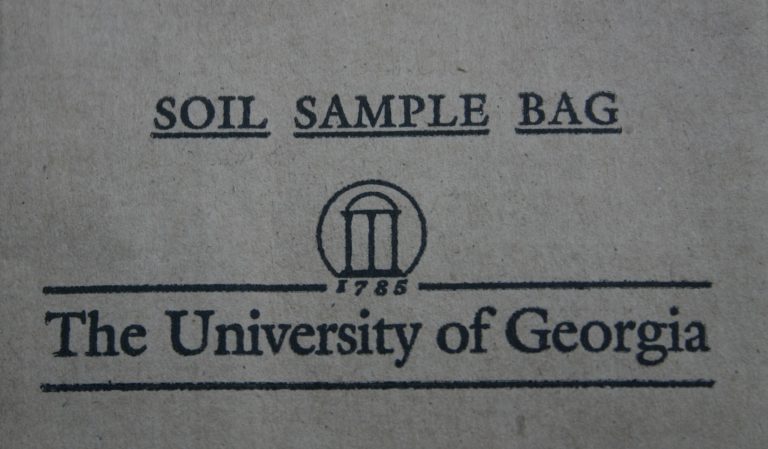 SOIL SAMPLE BAG
1785
The University of Georgia